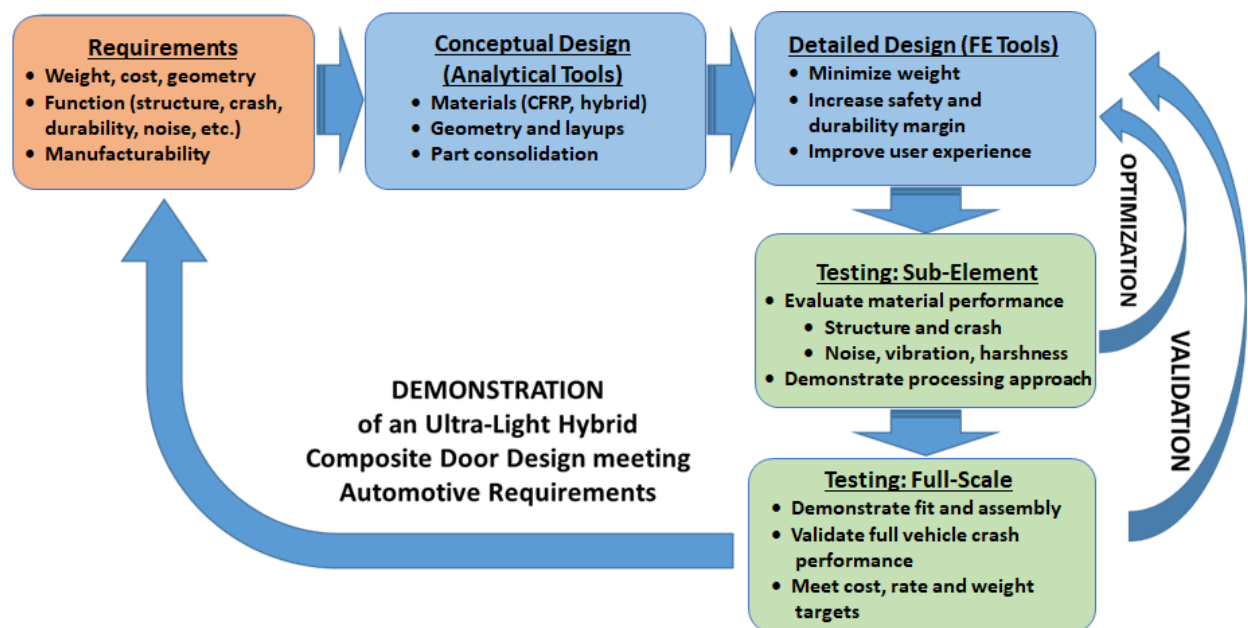 Requirements
• Weight, cost, geometry
• Function (structure, crash,
durability, noise, etc.)
• Manufacturability
Conceptual Design
(Analytical Tools)
• Materials (CFRP, hybrid)
• Geometry and layups
• Part consolidation
Detailed Design (FE Tools)
• Minimize weight
• Increase safety and
durability margin
• Improve user experience
OPTIMIZATION
VALIDATION
Testing: Sub-Element
• Evaluate material performance
• Structure and crash
• Noise, vibration, harshness
• Demonstrate processing approach
Testing: Full-Scale
• Demonstrate fit and assembly
• Validate full vehicle crash
performance
• Meet cost, rate and weight
targets
DEMONSTRATION
of an Ultra-Light Hybrid
Composite Door Design meeting
Automotive Requirements